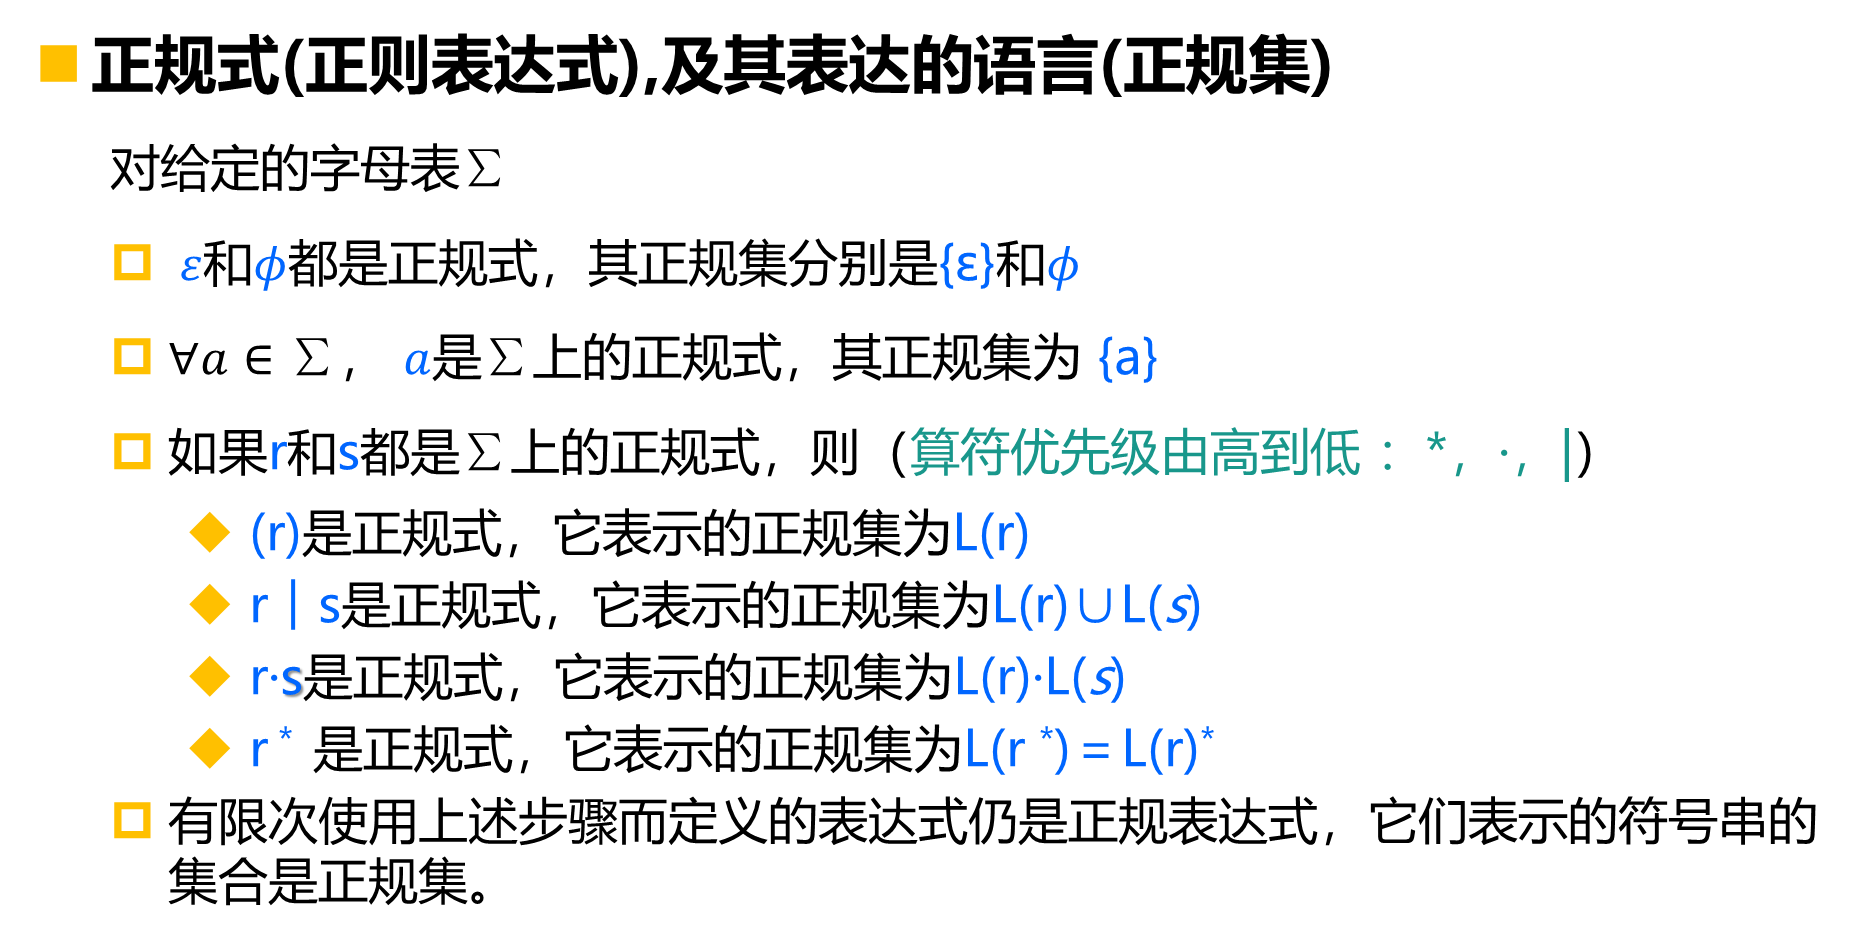 正规式(正则表达式),及其表达的语言(正规集)
对给定的字母表∑
ε和ϕ都是正规式，其正规集分别是{ε}和ϕ
∀a ∈ ∑， a是∑上的正规式，其正规集为 {a}
如果r和s都是∑上的正规式，则（算符优先级由高到低： *，·，|）
(r)是正规式，它表示的正规集为L(r)
r｜s是正规式，它表示的正规集为L(r)∪L(s)
r·s是正规式，它表示的正规集为L(r)·L(s)
r * 是正规式，它表示的正规集为L(r *) = L(r)*
有限次使用上述步骤而定义的表达式仍是正规表达式，它们表示的符号串的
集合是正规集。